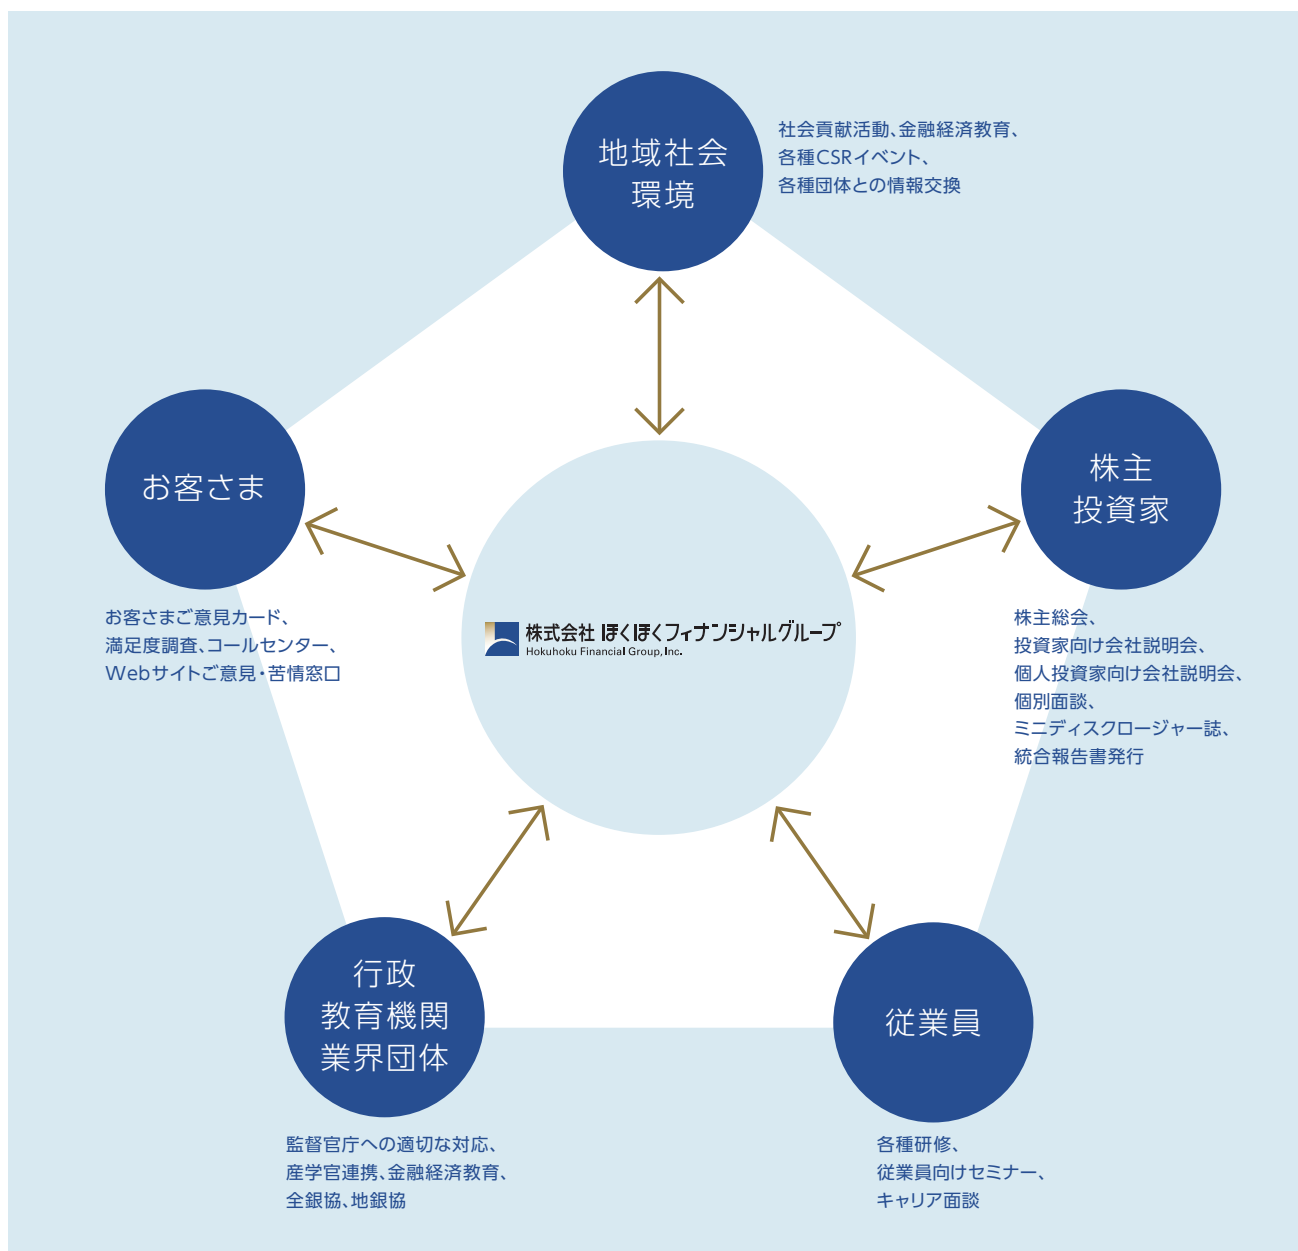 地域社会
環境
社会貢献活動、金融経済教育、
各種CSRイベント、
各種団体との情報交換
お客さま
お客さまご意見カード、
満足度調査、コールセンター、
Webサイトご意見・苦情窓口
株主
投資家
株主総会、
投資家向け会社説明会、
個人投資家向け会社説明会、
個別面談、
ミニディスクロージャー誌、
統合報告書発行
株式会社 ほくほくフィナンシャルグループ
Hokuhoku Financial Group, Inc.
行政
教育機関
業界団体
監督官庁への適切な対応、
産学官連携、金融経済教育、
全銀協、地銀協
従業員
各種研修、
従業員向けセミナー、
キャリア面談